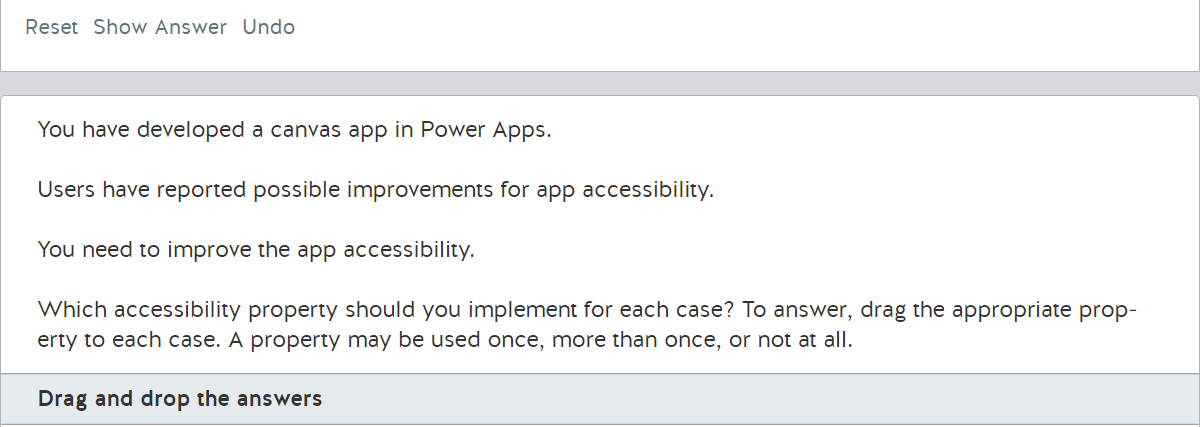 Reset Show Answer Undo
You have developed a canvas app in Power Apps.
Users have reported possible improvements for app accessibility.
You need to improve the app accessibility.
Which accessibility property should you implement for each case? To answer, drag the appropriate prop-
erty to each case. A property may be used once, more than once, or not at all.
Drag and drop the answers